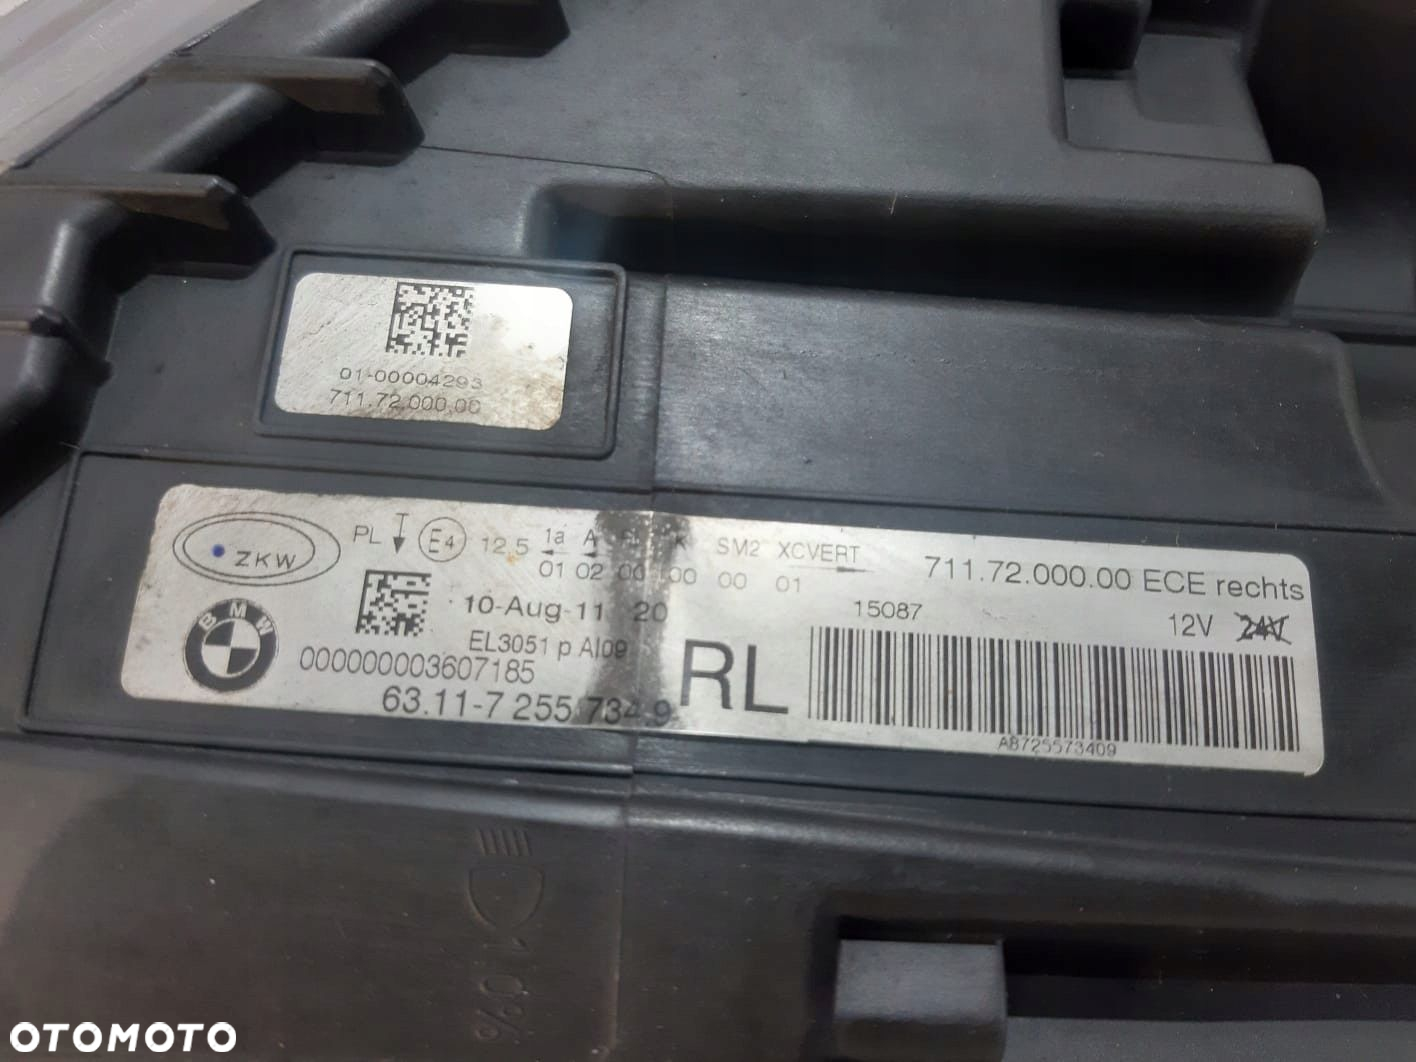 01-00004293
711.72.000.00
ZKW
PL E4 12,5 1a A SM2 XCVERT 711.72.000.00 ECE rechts
01 02 00 00 00 01
10-Aug-11 20 15087 12V 24V
BMW
EL3051 p AI09
000000003607185
RL
63.11-7 255 734 9
A8725573409
10%
OTOMOTO